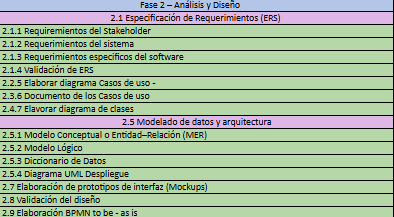 Fase 2 – Análisis y Diseño
2.1 Especificación de Requerimientos (ERS)
2.1.1 Requiremientos del Stakeholder
2.1.2 Requerimientos del sistema
2.1.3 Requerimientos especificos del software
2.1.4 Validación de ERS
2.2.5 Elaborar diagrama Casos de uso -
2.3.6 Documento de los Casos de uso
2.4.7 Elavorar diagrama de clases
2.5 Modelado de datos y arquitectura
2.5.1 Modelo Conceptual o Entidad–Relación (MER)
2.5.2 Modelo Lógico
2.5.3 Diccionario de Datos
2.5.4 Diagrama UML Despliegue
2.7 Elaboración de prototipos de interfaz (Mockups)
2.8 Validación del diseño
2.9 Elaboración BPMN to be - as is